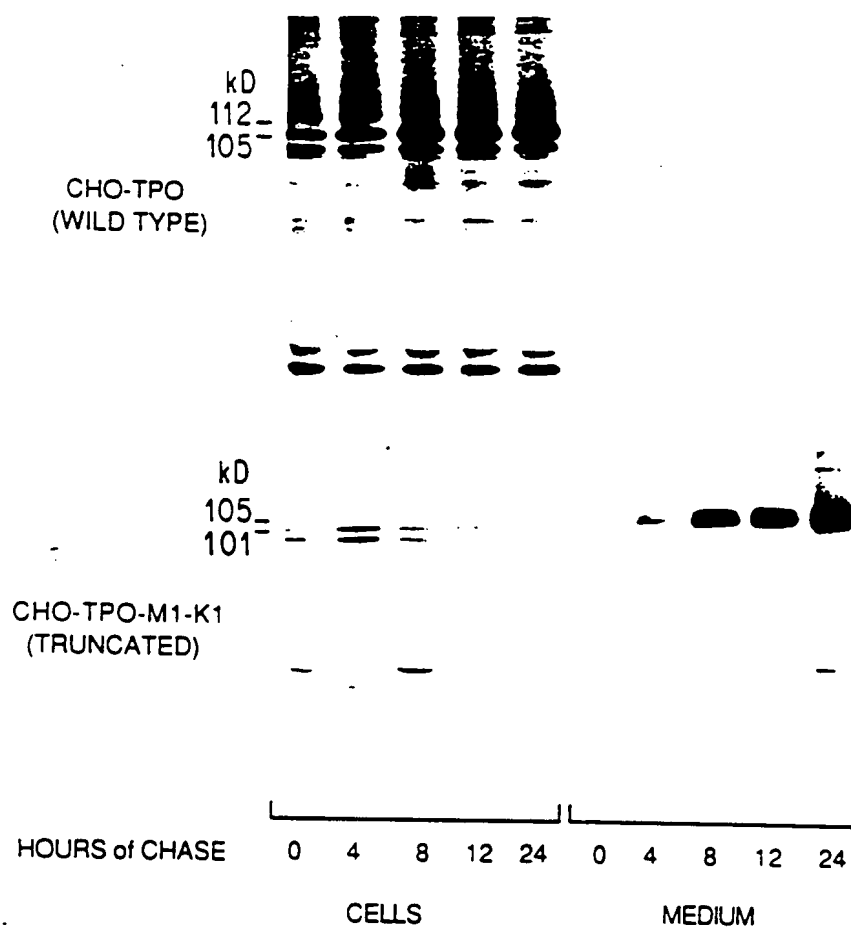 kD
112
105
CHO-TPO
(WILD TYPE)
kD
105
101
CHO-TPO-M1-K1
(TRUNCATED)
HOURS of CHASE 0 4 8 12 24 0 4 8 12 24
CELLS MEDIUM